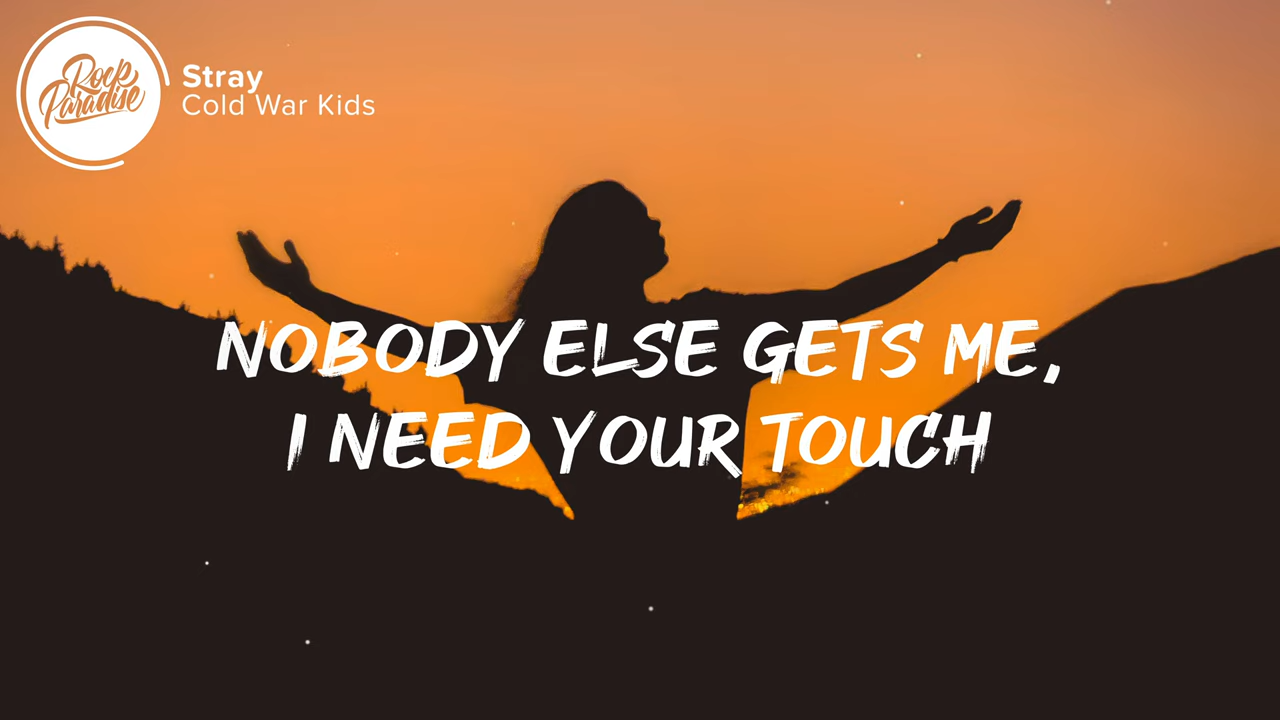 Rock
Paradise
Stray
Cold War Kids
NOBODY ELSE GETS ME,
I NEED YOUR TOUCH